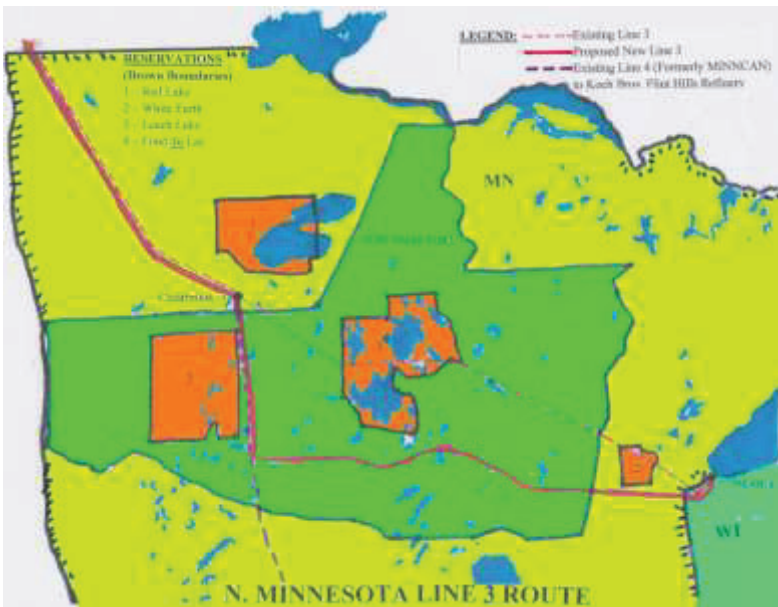 RESERVATIONS
(Brown Boundaries)
1 - Red Lake
2 - White Earth
3 - Leech Lake
4 - Fond du Lac
LEGEND: Existing Line 3
Proposed New Line 3
Existing Line 4 (Formerly MINNCAN)
to Koch Bros. Flint Hills Refinery
MN
WI
N. MINNESOTA LINE 3 ROUTE